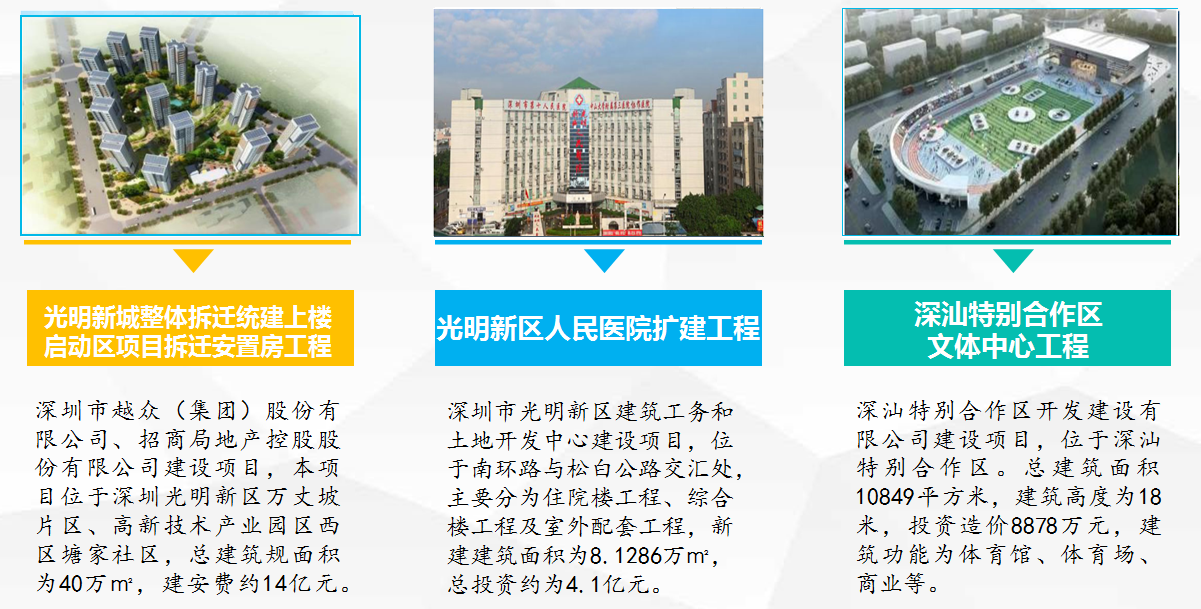 深圳市第十人民医院
光明新城整体拆迁统建上楼
启动区项目拆迁安置房工程
深圳市越众（集团）股份有
限公司、招商局地产控股股
份有限公司建设项目，本项
目位于深圳光明新区万丈坡
片区、高新技术产业园区西
区塘家社区，总建筑规面积
为40万㎡，建安费约14亿元。
光明新区人民医院扩建工程
深圳市光明新区建筑工务和
土地开发中心建设项目，位
于南环路与松白公路交汇处，
主要分为住院楼工程、综合
楼工程及室外配套工程，新
建建筑面积为8.1286万㎡，
总投资约为4.1亿元。
深汕特别合作区
文体中心工程
深汕特别合作区开发建设有
限公司建设项目，位于深汕
特别合作区。总建筑面积
10849平方米，建筑高度为18
米，投资造价8878万元，建
筑功能为体育馆、体育场、
商业等。